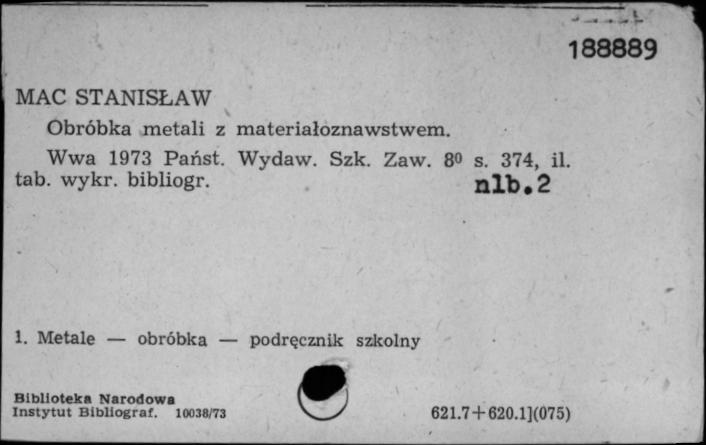 188889
MAC STANISŁAW
Obróbka metali z materiałoznawstwem.
Wwa 1973 Państ. Wydaw. Szk. Zaw. 8⁰ s. 374, il.
tab. wykr. bibliogr. nlb.2
1. Metale — obróbka — podręcznik szkolny
Biblioteka Narodowa
Instytut Bibliograf. 10038/73 621.7+620.1](075)